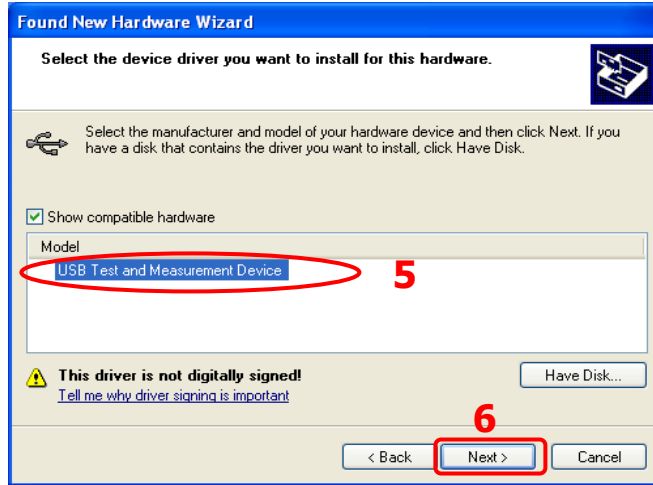 Found New Hardware Wizard
Select the device driver you want to install for this hardware.
Select the manufacturer and model of your hardware device and then click Next. If you
have a disk that contains the driver you want to install, click Have Disk.
Show compatible hardware
Model
USB Test and Measurement Device
5
This driver is not digitally signed!
Have Disk...
Tell me why driver signing is important
6
< Back
Next >
Cancel